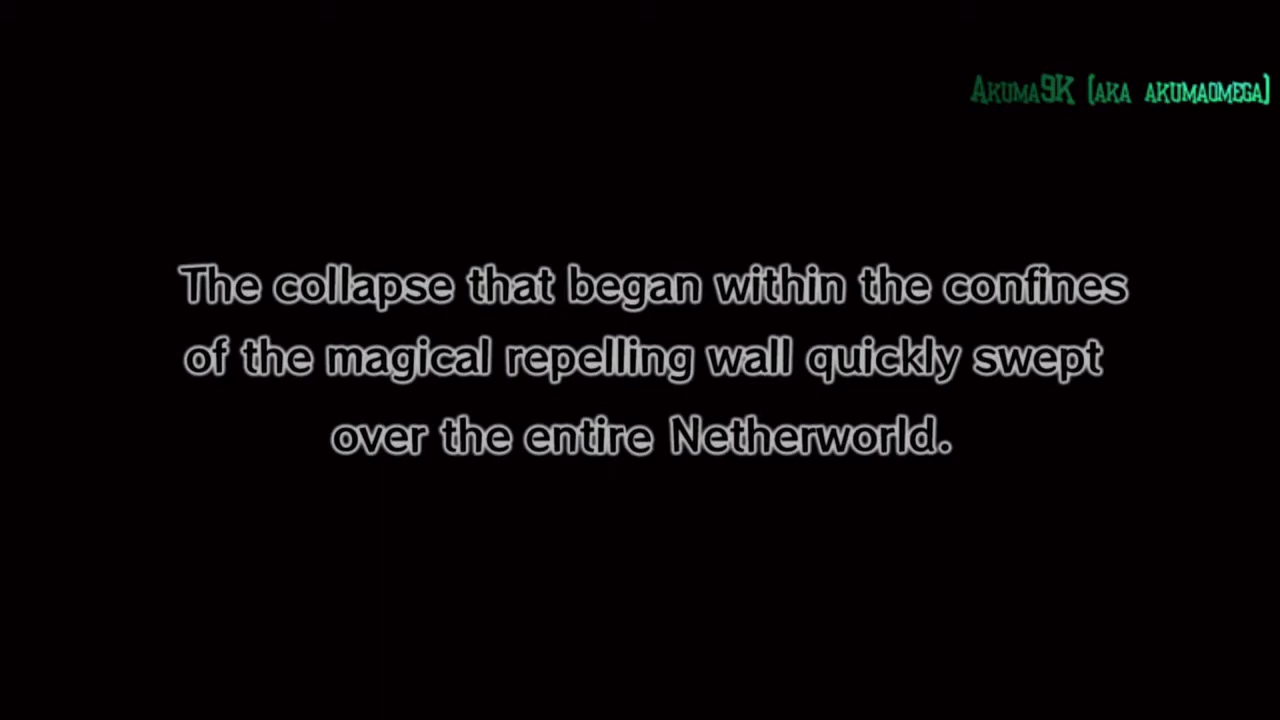 Akuma9K (aka akumaomega)
The collapse that began within the confines
of the magical repelling wall quickly swept
over the entire Netherworld.